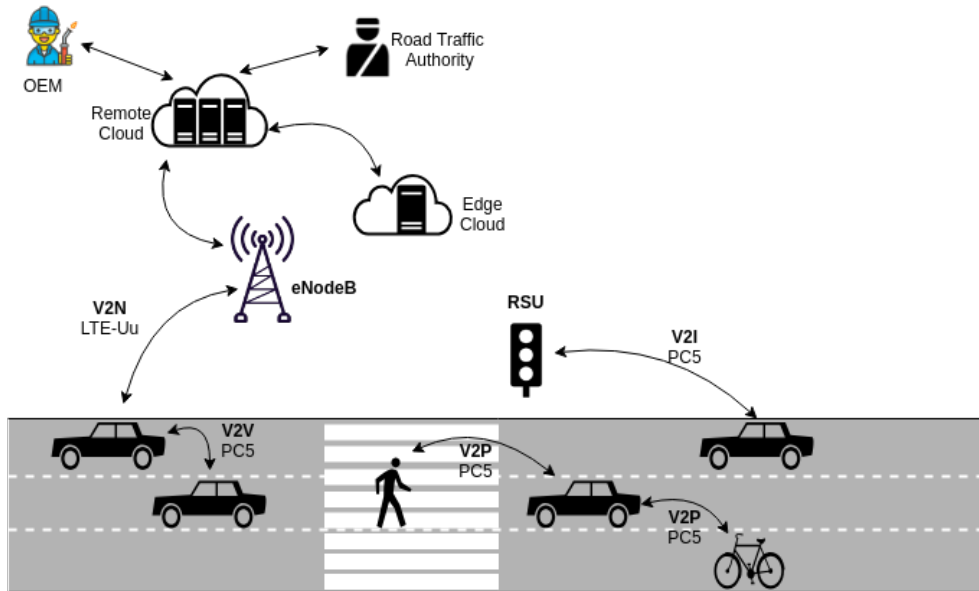 OEM
Road Traffic
Authority
Remote
Cloud
Edge
Cloud
eNodeB
V2N
LTE-Uu
RSU
V2I
PC5
V2V
PC5
V2P
PC5
V2P
PC5